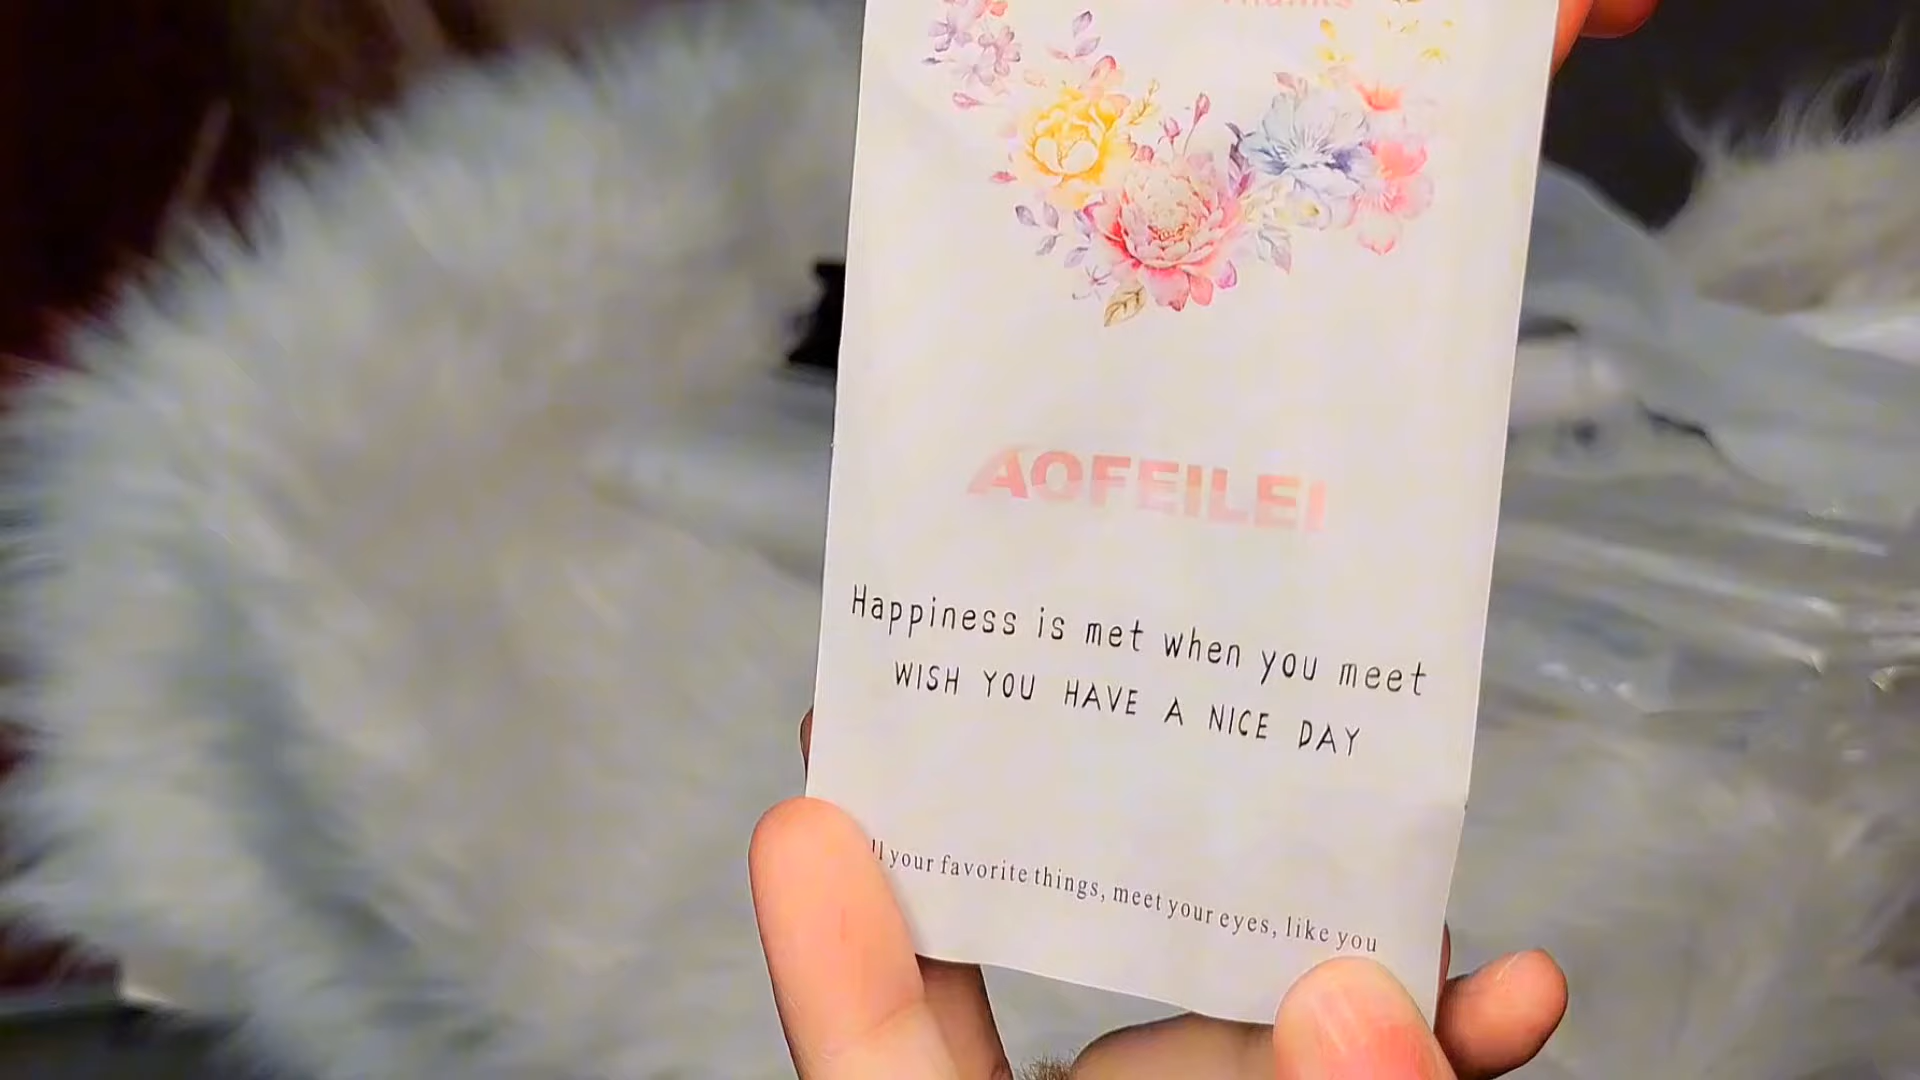 Thanks
AOFEILEI
Happiness is met when you meet
WISH YOU HAVE A NICE DAY
your favorite things, meet your eyes, like you